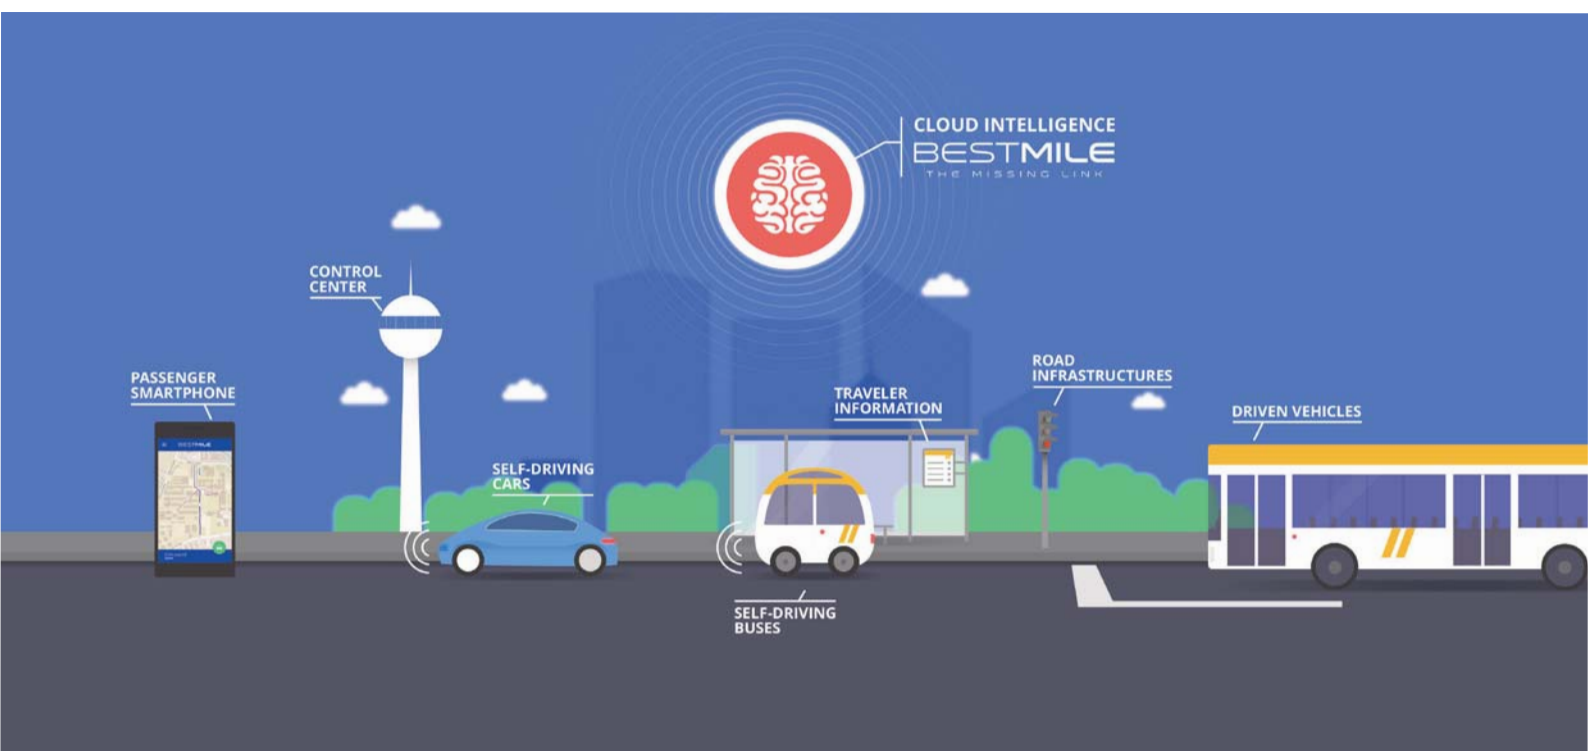 CLOUD INTELLIGENCE
BESTMILE
THE MISSING LINK
CONTROL
CENTER
PASSENGER
SMARTPHONE
BESTMILE
SELF-DRIVING
CARS
TRAVELER
INFORMATION
ROAD
INFRASTRUCTURES
DRIVEN VEHICLES
SELF-DRIVING
BUSES